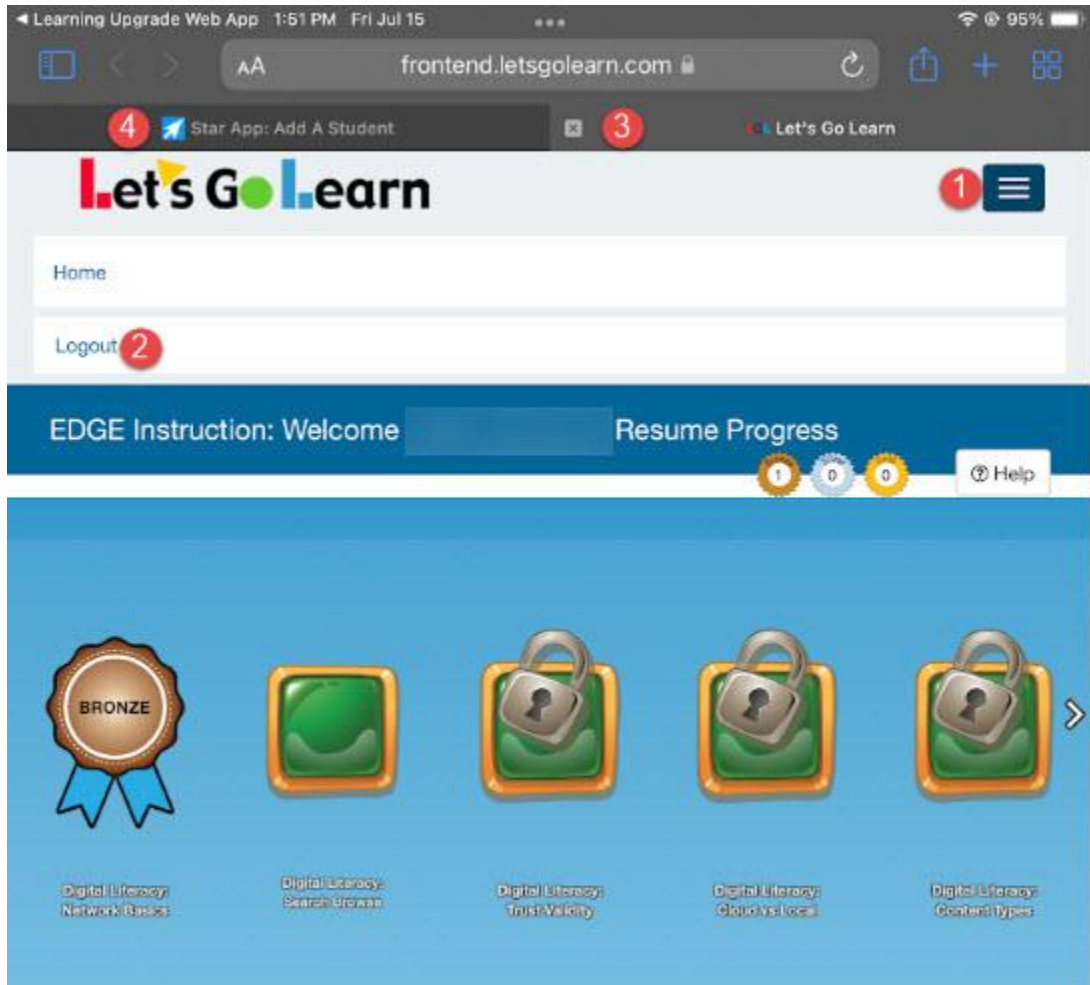 Learning Upgrade Web App 1:51 PM Fri Jul 15 95%
AA frontend.letsgolearn.com
4 Star App: Add A Student 3 Let's Go Learn
Let's Go Learn 1
Home
Logout 2
EDGE Instruction: Welcome Resume Progress
1 0 0 Help
BRONZE
Digital Literacy: Network Basics
Digital Literacy: Search Browse
Digital Literacy: Trust Validity
Digital Literacy: Cloud vs Local
Digital Literacy: Content Types